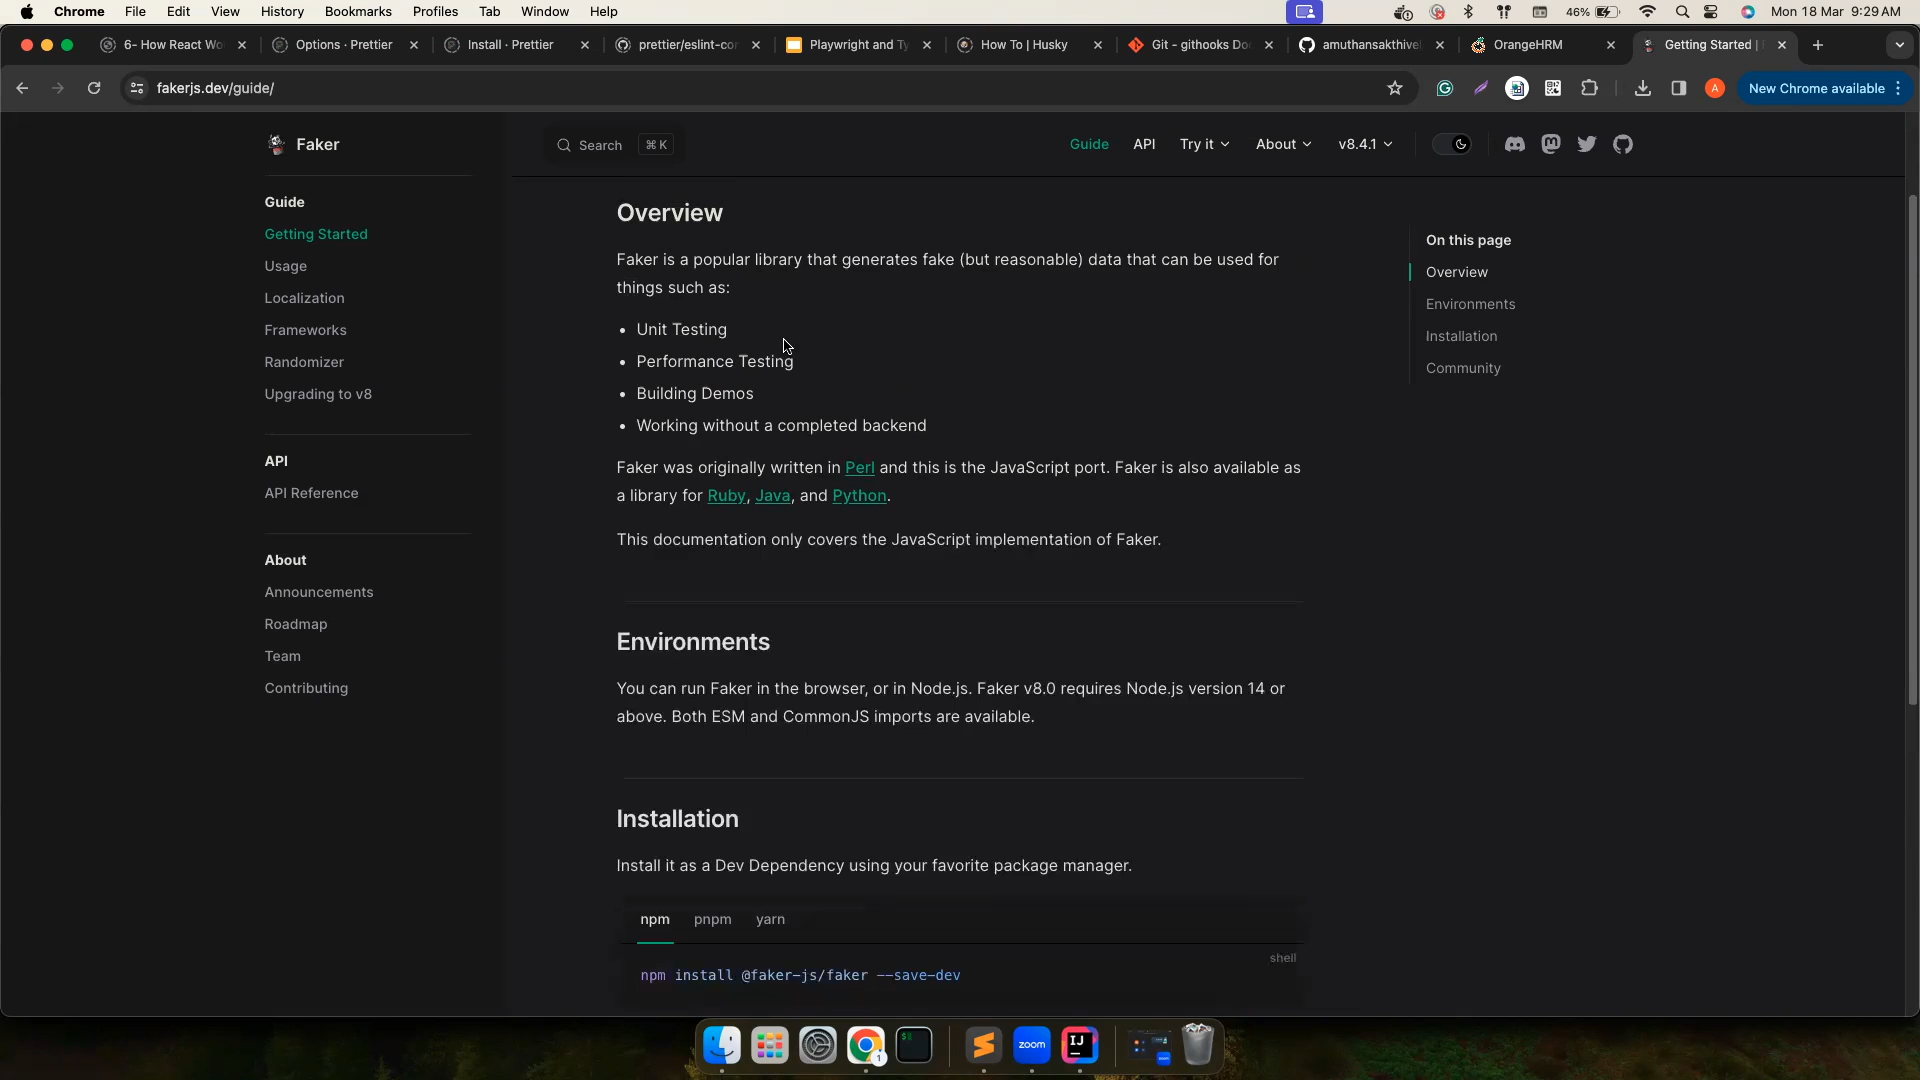 Chrome File Edit View History Bookmarks Profiles Tab Window Help 46% Mon 18 Mar 9:29 AM
6- How React Wo Options · Prettier Install · Prettier prettier/eslint-con Playwright and Ty How To | Husky Git - githooks Do amuthansakthive OrangeHRM Getting Started |
fakerjs.dev/guide/ A New Chrome available
Faker
Search ⌘ K
Guide API Try it About v8.4.1
Guide
Getting Started
Usage
Localization
Frameworks
Randomizer
Upgrading to v8
API
API Reference
About
Announcements
Roadmap
Team
Contributing
Overview
Faker is a popular library that generates fake (but reasonable) data that can be used for
things such as:
• Unit Testing
• Performance Testing
• Building Demos
• Working without a completed backend
Faker was originally written in Perl and this is the JavaScript port. Faker is also available as
a library for Ruby, Java, and Python.
This documentation only covers the JavaScript implementation of Faker.
Environments
You can run Faker in the browser, or in Node.js. Faker v8.0 requires Node.js version 14 or
above. Both ESM and CommonJS imports are available.
Installation
Install it as a Dev Dependency using your favorite package manager.
npm pnpm yarn
shell
npm install @faker-js/faker --save-dev
On this page
Overview
Environments
Installation
Community
1 $ zoom IJ